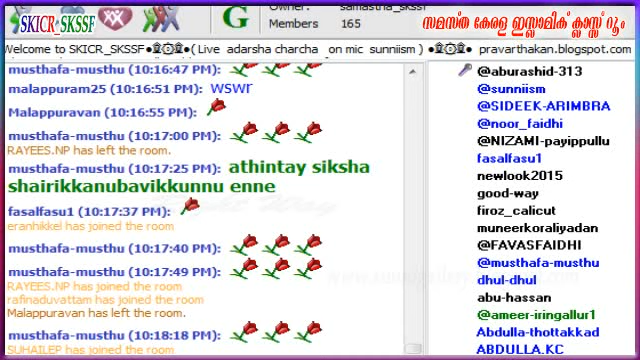 SKICR_SKSSF
G
Owner: samastha_skssf
Members 165
സമസ്ത കേരള ഇസ്ലാമിക് ക്ലാസ്സ് റൂം
Welcome to SKICR_SKSSF ●۩۞۩● ( Live adarsha charcha on mic sunniism ) ●۩۞۩● pravarthakan.blogspot.com
musthafa-musthu (10:16:47 PM):
malappuram25 (10:16:51 PM): wswr
Malappuravan (10:16:55 PM):
musthafa-musthu (10:17:00 PM):
RAYEES.NP has left the room.
musthafa-musthu (10:17:25 PM): athintay siksha
shairikkanubavikkunnu enne
fasalfasu1 (10:17:37 PM):
eranhikkel has joined the room
musthafa-musthu (10:17:40 PM):
musthafa-musthu (10:17:49 PM):
RAYEES.NP has joined the room
rafinaduvattam has joined the room
Malappuravan has left the room.
musthafa-musthu (10:18:18 PM):
SUHAILEP has joined the room
@aburashid-313
@sunniism
@SIDEEK-ARIMBRA
@noor_faidhi
@NIZAMI-payippullu
fasalfasu1
newlook2015
good-way
firoz_calicut
muneerkoraliyadan
@FAVASFAIDHI
@musthafa-musthu
dhul-dhul
abu-hassan
@ameer-iringallur1
Abdulla-thottakkad
ABDULLA.KC